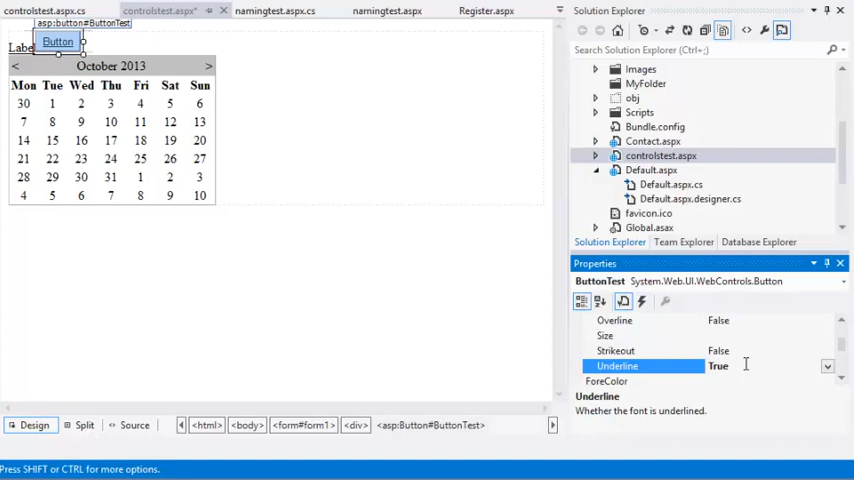 controlstest.aspx.cs
controlstest.aspx*
namingtest.aspx.cs
namingtest.aspx
Register.aspx
asp:button#ButtonTest
Labe
Button
< October 2013 >
Mon Tue Wed Thu Fri Sat Sun
30 1 2 3 4 5 6
7 8 9 10 11 12 13
14 15 16 17 18 19 20
21 22 23 24 25 26 27
28 29 30 31 1 2 3
4 5 6 7 8 9 10
Design
Split
Source
<html>
<body>
<form#form1>
<div>
<asp:Button#ButtonTest>
Press SHIFT or CTRL for more options.
Solution Explorer
Search Solution Explorer (Ctrl+;)
Images
MyFolder
obj
Scripts
Bundle.config
Contact.aspx
controlstest.aspx
Default.aspx
Default.aspx.cs
Default.aspx.designer.cs
favicon.ico
Global.asax
Solution Explorer
Team Explorer
Database Explorer
Properties
ButtonTest System.Web.UI.WebControls.Button
Overline False
Size
Strikeout False
Underline True
ForeColor
Underline
Whether the font is underlined.